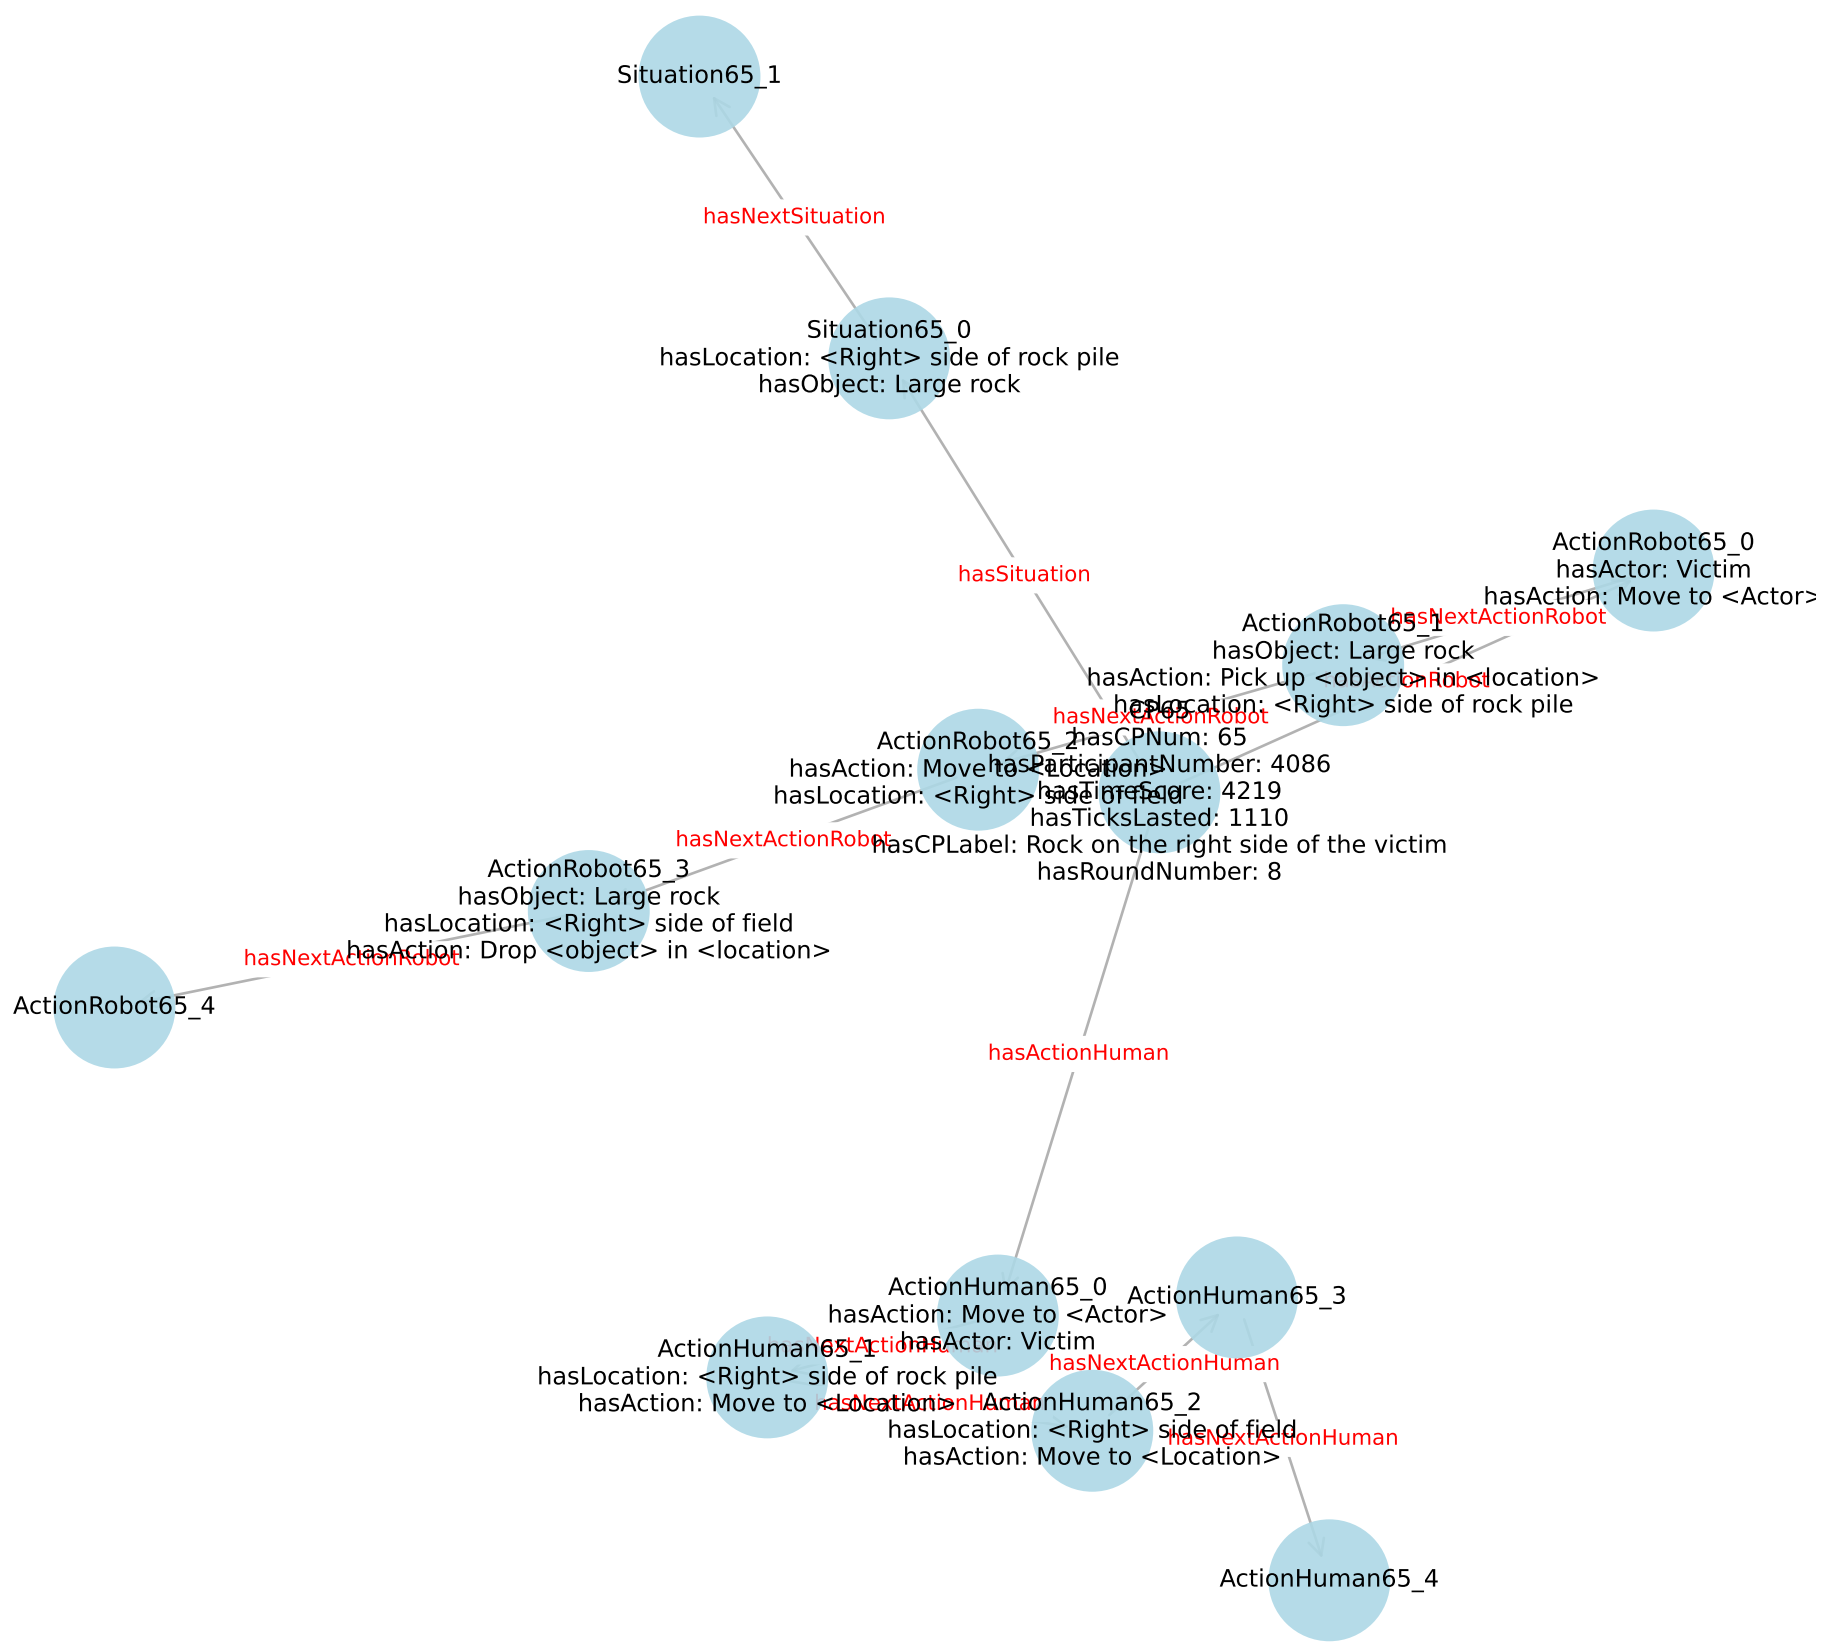 Situation65_1
hasNextSituation
Situation65_0
hasLocation: <Right> side of rock pile
hasObject: Large rock
hasSituation
ActionRobot65_0
hasActor: Victim
hasAction: Move to <Actor>
hasNextActionRobot
ActionRobot65_1
hasObject: Large rock
hasAction: Pick up <object> in <location>
hasLocation: <Right> side of rock pile
hasActionRobot
hasNextActionRobot
CP65
hasCPNum: 65
hasParticipantNumber: 4086
hasTimeScore: 4219
hasTicksLasted: 1110
hasCPLabel: Rock on the right side of the victim
hasRoundNumber: 8
ActionRobot65_2
hasAction: Move to <Location>
hasLocation: <Right> side of field
hasNextActionRobot
ActionRobot65_3
hasObject: Large rock
hasLocation: <Right> side of field
hasAction: Drop <object> in <location>
hasNextActionRobot
ActionRobot65_4
hasActionHuman
ActionHuman65_0
hasAction: Move to <Actor>
hasActor: Victim
hasNextActionHuman
ActionHuman65_1
hasLocation: <Right> side of rock pile
hasAction: Move to <Location>
hasNextActionHuman
ActionHuman65_2
hasLocation: <Right> side of field
hasAction: Move to <Location>
hasNextActionHuman
ActionHuman65_3
hasNextActionHuman
ActionHuman65_4